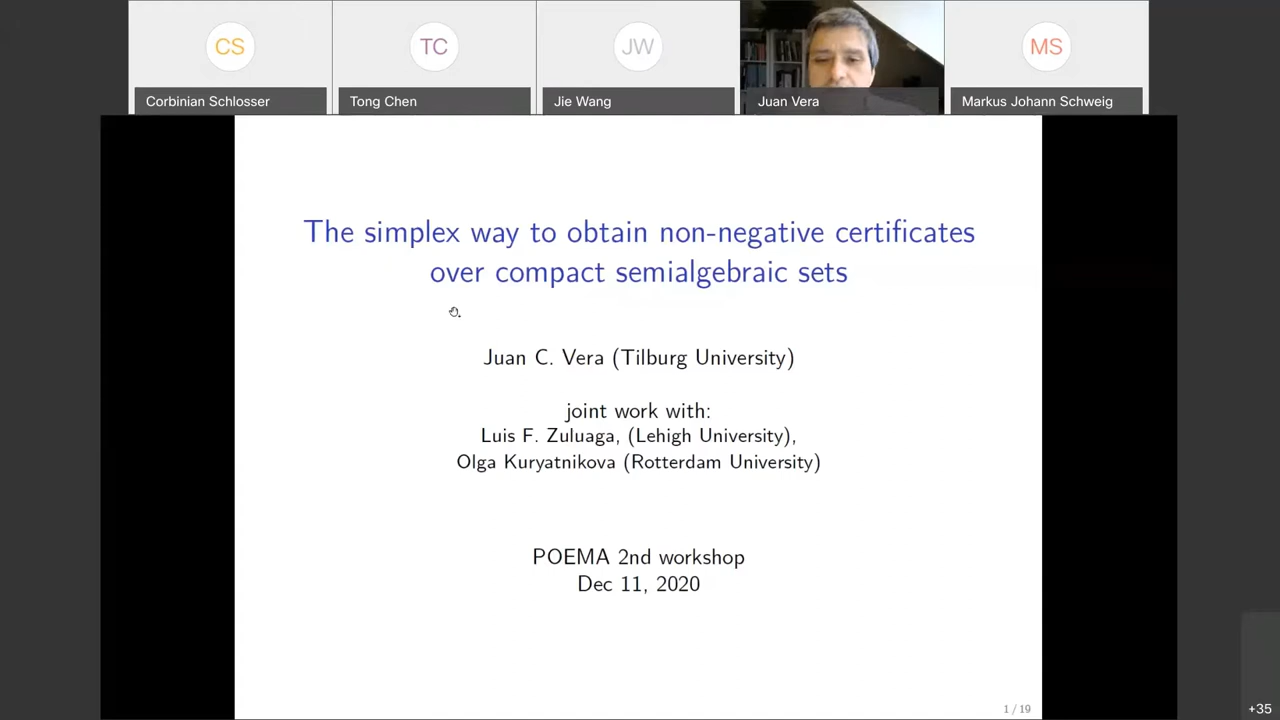 CS
TC
JW
MS
Corbinian Schlosser
Tong Chen
Jie Wang
Juan Vera
Markus Johann Schweig
The simplex way to obtain non-negative certificates
over compact semialgebraic sets
Juan C. Vera (Tilburg University)
joint work with:
Luis F. Zuluaga, (Lehigh University),
Olga Kuryatnikova (Rotterdam University)
POEMA 2nd workshop
Dec 11, 2020
1 / 19
+35